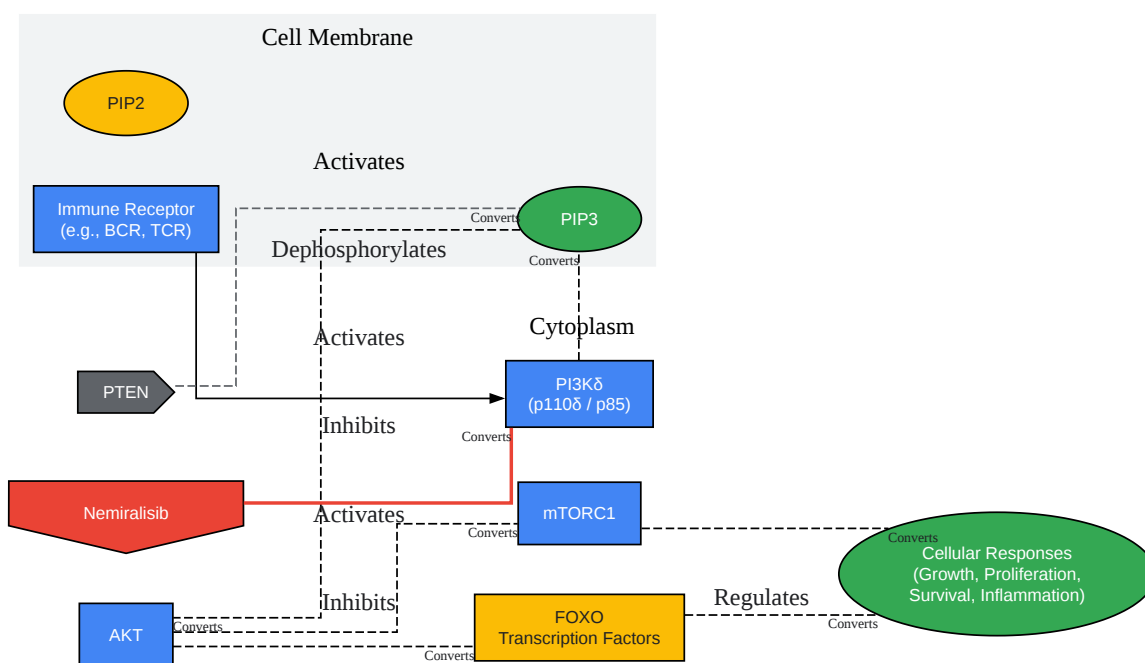 Cell Membrane
PIP2
Activates
Immune Receptor
(e.g., BCR, TCR)
Converts
PIP3
Dephosphorylates
Converts
Activates
Cytoplasm
PTEN
PI3Kδ
(p110δ / p85)
Inhibits
Converts
Nemiralisib
Activates
mTORC1
Converts
Converts
Cellular Responses
(Growth, Proliferation,
Survival, Inflammation)
Inhibits
Regulates
AKT
Converts
FOXO
Transcription Factors
Converts
Converts